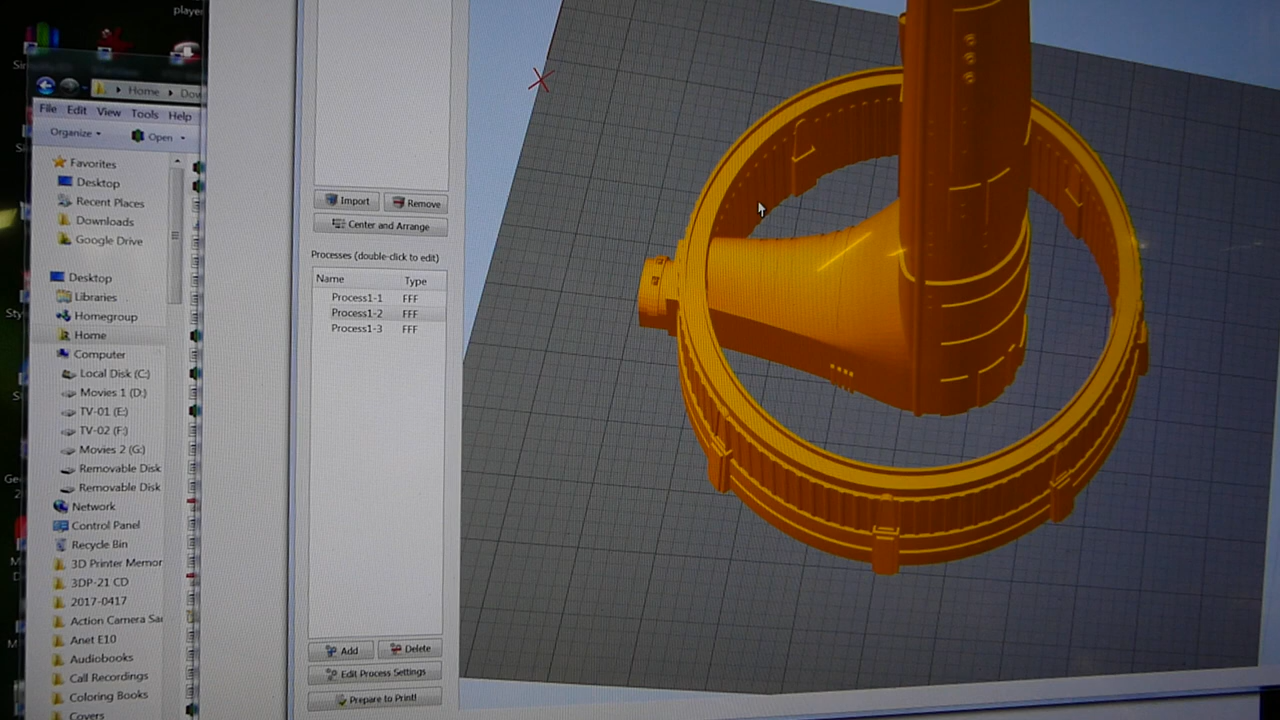 player
Home
Dow
File Edit View Tools Help
Organize
Open
Favorites
Desktop
Recent Places
Downloads
Google Drive
Desktop
Libraries
Homegroup
Home
Computer
Local Disk (C:)
Movies 1 (D:)
TV-01 (E:)
TV-02 (F:)
Movies 2 (G:)
Removable Disk
Removable Disk
Network
Control Panel
Recycle Bin
3D Printer Memor
3DP-21 CD
2017-0417
Action Camera Sa
Anet E10
Audiobooks
Call Recordings
Coloring Books
Covers
Import
Remove
Center and Arrange
Processes (double-click to edit)
Name Type
Process1-1 FFF
Process1-2 FFF
Process1-3 FFF
Add
Delete
Edit Process Settings
Prepare to Print!